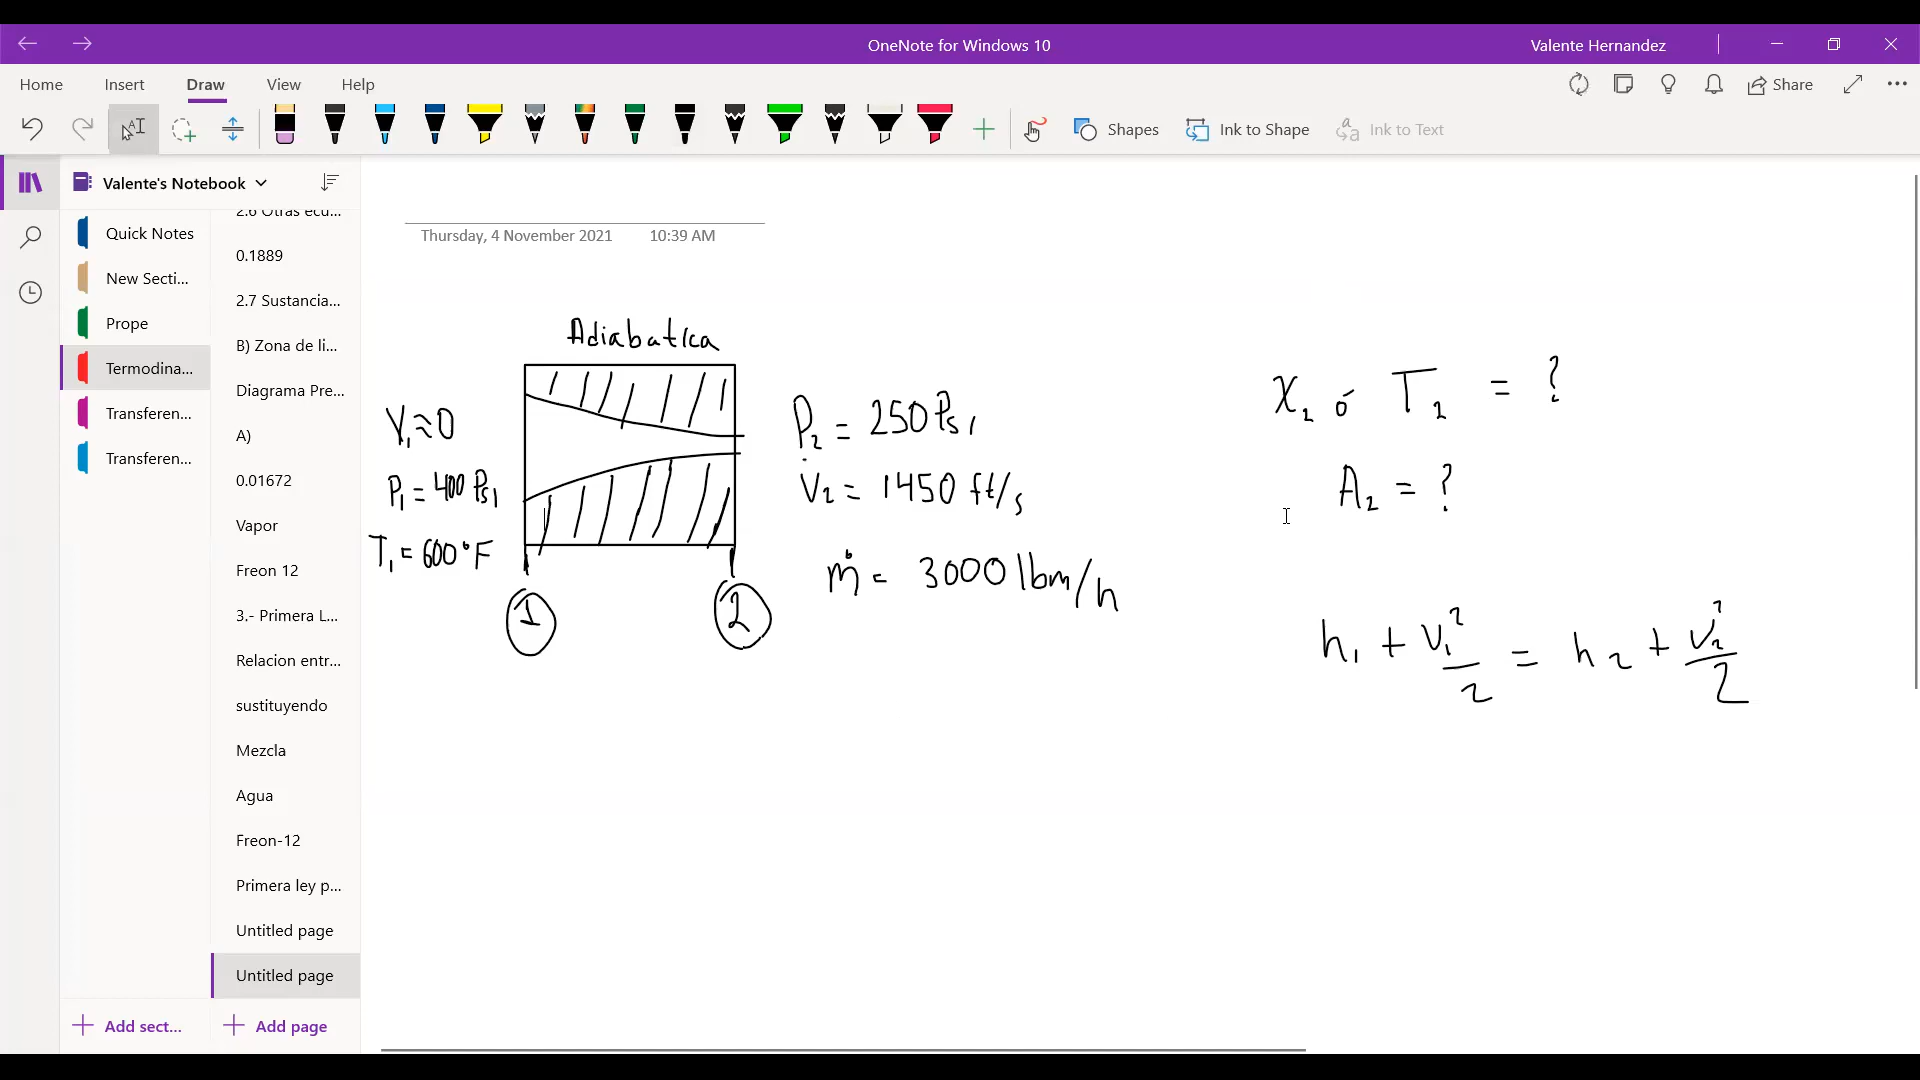 OneNote for Windows 10
Valente Hernandez
Home Insert Draw View Help
Share
Shapes Ink to Shape Ink to Text
Valente's Notebook
Quick Notes
New Secti...
Prope
Termodina...
Transferen...
Transferen...
Add sect...
2.6 Otras ecu...
0.1889
2.7 Sustancia...
B) Zona de li...
Diagrama Pre...
A)
0.01672
Vapor
Freon 12
3.- Primera L...
Relacion entr...
sustituyendo
Mezcla
Agua
Freon-12
Primera ley p...
Untitled page
Untitled page
Add page
Thursday, 4 November 2021 10:39 AM
Adiabatica
V₁≈0
P₁ = 400 Psi
T₁ = 600°F
1
2
P₂ = 250 Psi
V₂ = 1450 ft/s
ṁ = 3000 lbm/h
X₂ ó T₂ = ?
A₂ = ?
h₁ + V₁²/2 = h₂ + V₂²/2